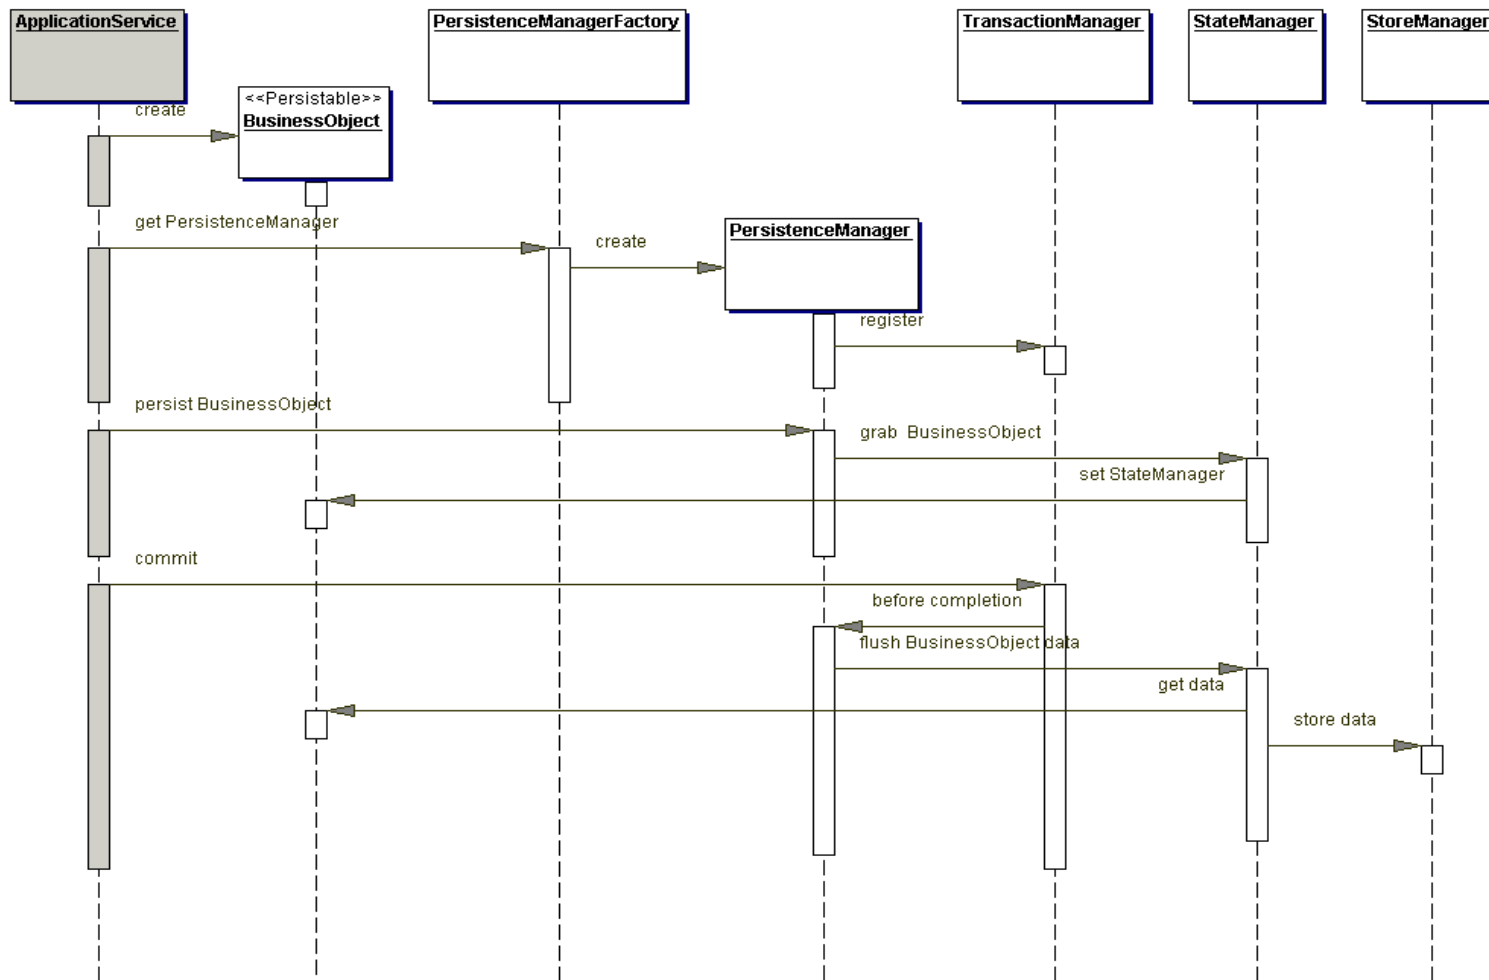 ApplicationService
PersistenceManagerFactory
TransactionManager
StateManager
StoreManager
<<Persistable>>
BusinessObject
create
get PersistenceManager
create
PersistenceManager
register
persist BusinessObject
grab BusinessObject
set StateManager
commit
before completion
flush BusinessObject data
get data
store data